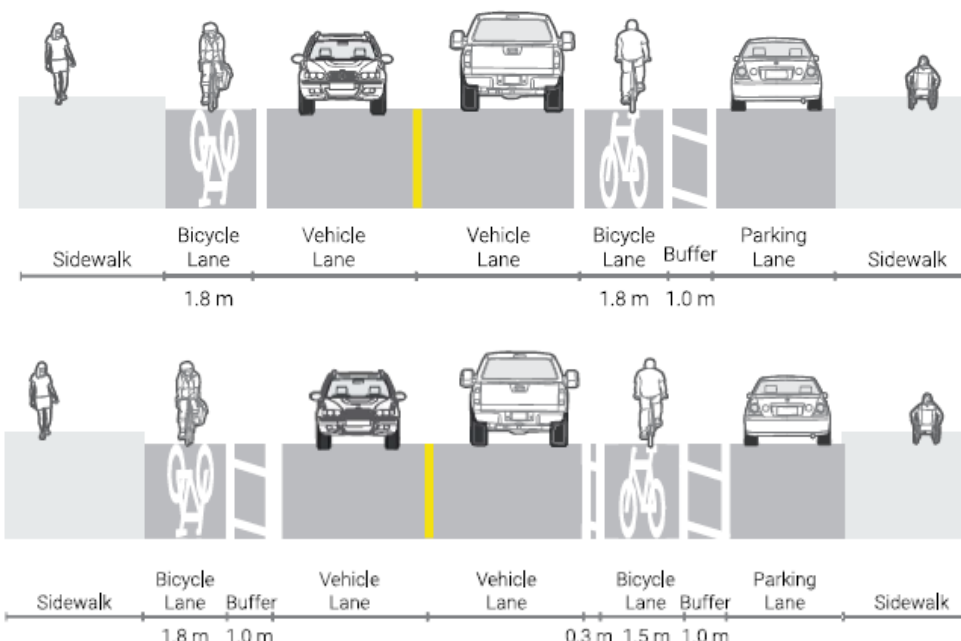 Bicycle Vehicle Vehicle Bicycle Parking
Sidewalk Lane Lane Lane Lane Buffer Lane Sidewalk
1.8 m 1.8 m 1.0 m
Bicycle Vehicle Vehicle Bicycle Parking
Sidewalk Lane Buffer Lane Lane Lane Buffer Lane Sidewalk
1.8 m 1.0 m 0.3 m 1.5 m 1.0 m